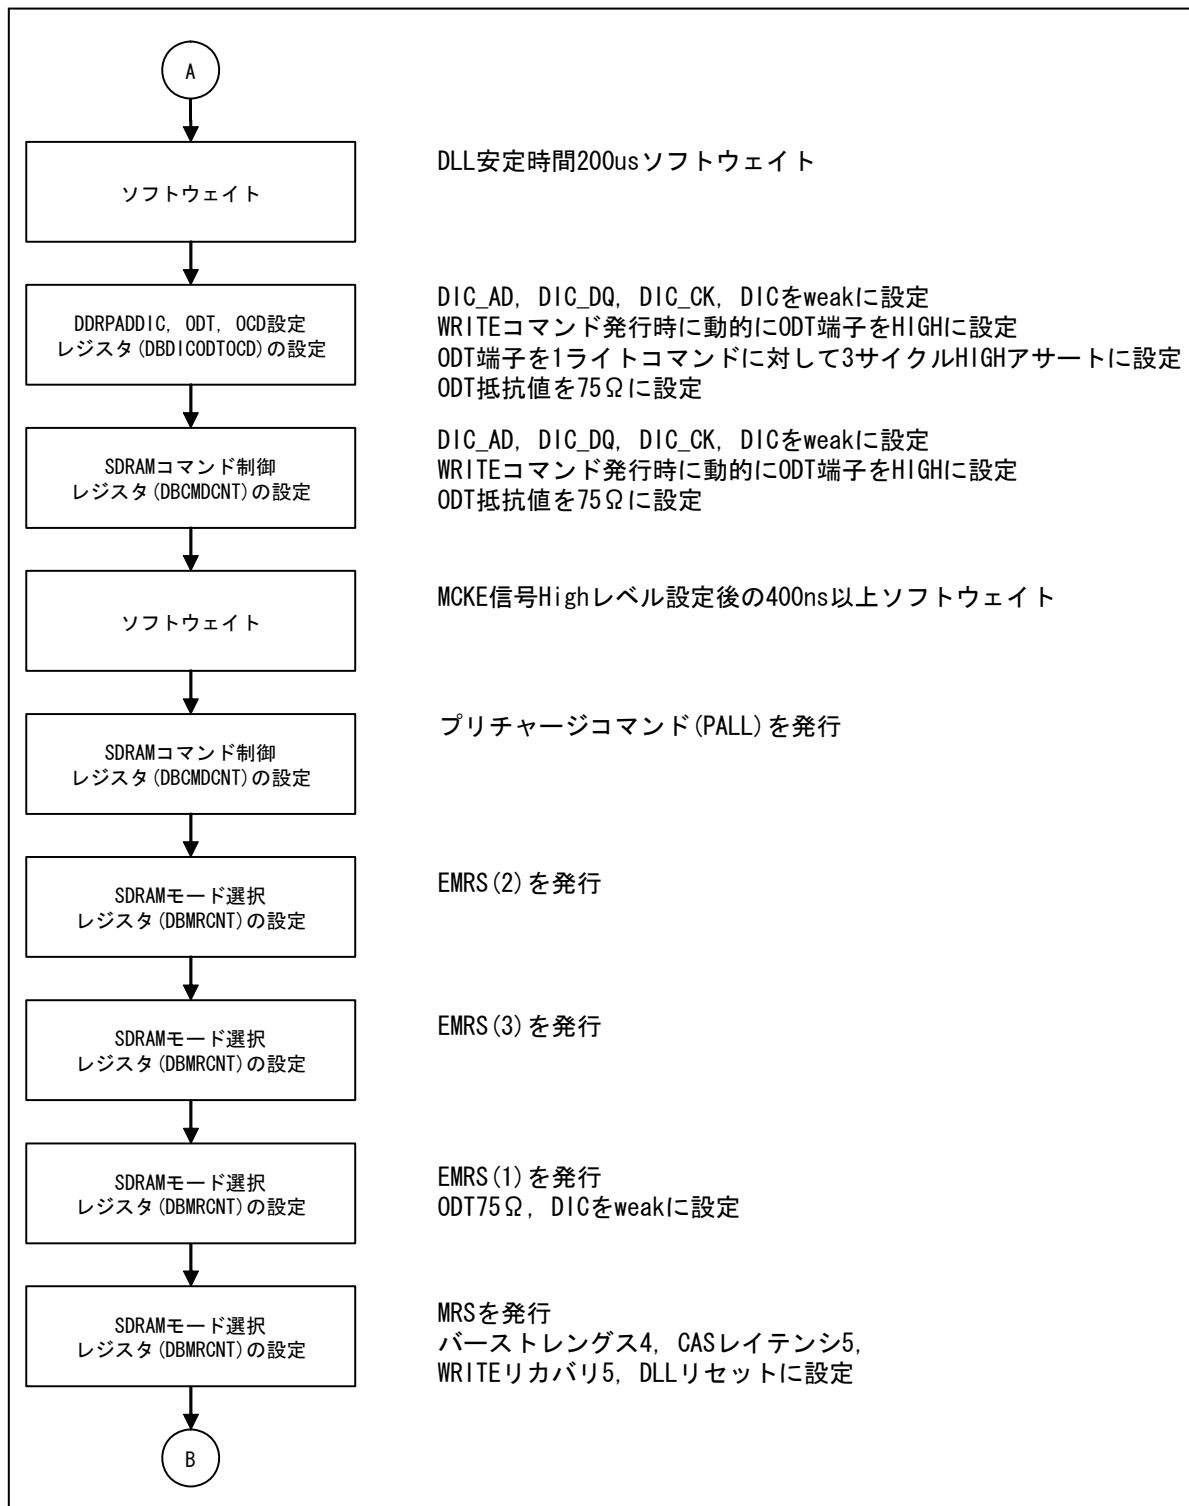 A
ソフトウェイト
DLL安定時間200usソフトウェイト
DDRPADDIC, ODT, OCD設定
レジスタ(DBDICODTOCD)の設定
DIC_AD, DIC_DQ, DIC_CK, DICをweakに設定
WRITEコマンド発行時に動的にODT端子をHIGHに設定
ODT端子を1ライトコマンドに対して3サイクルHIGHアサートに設定
ODT抵抗値を75Ωに設定
SDRAMコマンド制御
レジスタ(DBCMDCNT)の設定
DIC_AD, DIC_DQ, DIC_CK, DICをweakに設定
WRITEコマンド発行時に動的にODT端子をHIGHに設定
ODT抵抗値を75Ωに設定
ソフトウェイト
MCKE信号Highレベル設定後の400ns以上ソフトウェイト
SDRAMコマンド制御
レジスタ(DBCMDCNT)の設定
プリチャージコマンド(PALL)を発行
SDRAMモード選択
レジスタ(DBMRCNT)の設定
EMRS(2)を発行
SDRAMモード選択
レジスタ(DBMRCNT)の設定
EMRS(3)を発行
SDRAMモード選択
レジスタ(DBMRCNT)の設定
EMRS(1)を発行
ODT75Ω, DICをweakに設定
SDRAMモード選択
レジスタ(DBMRCNT)の設定
MRSを発行
バーストレングス4, CASレイテンシ5,
WRITEリカバリ5, DLLリセットに設定
B